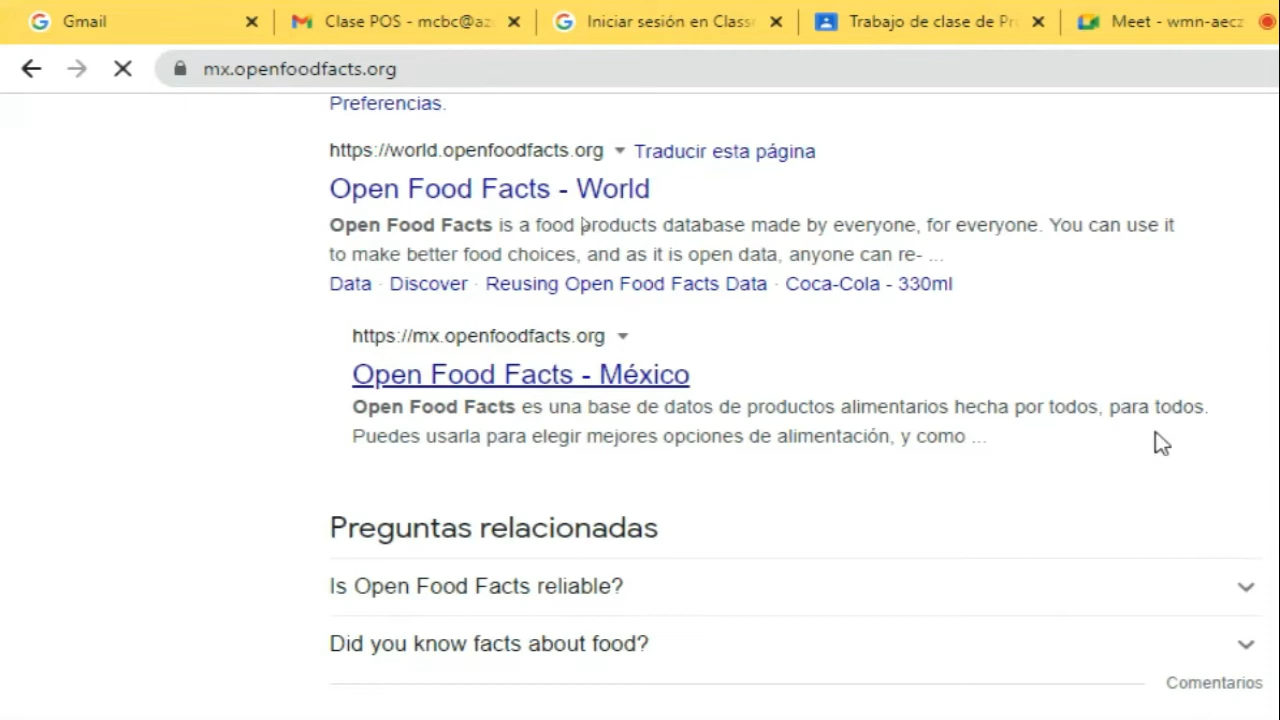 Gmail
Clase POS - mcbc@az
Iniciar sesión en Class
Trabajo de clase de Pr
Meet - wmn-aecz
mx.openfoodfacts.org
Preferencias.
https://world.openfoodfacts.org Traducir esta página
Open Food Facts - World
Open Food Facts is a food products database made by everyone, for everyone. You can use it
to make better food choices, and as it is open data, anyone can re- ...
Data · Discover · Reusing Open Food Facts Data · Coca-Cola - 330ml
https://mx.openfoodfacts.org
Open Food Facts - México
Open Food Facts es una base de datos de productos alimentarios hecha por todos, para todos.
Puedes usarla para elegir mejores opciones de alimentación, y como ...
Preguntas relacionadas
Is Open Food Facts reliable?
Did you know facts about food?
Comentarios